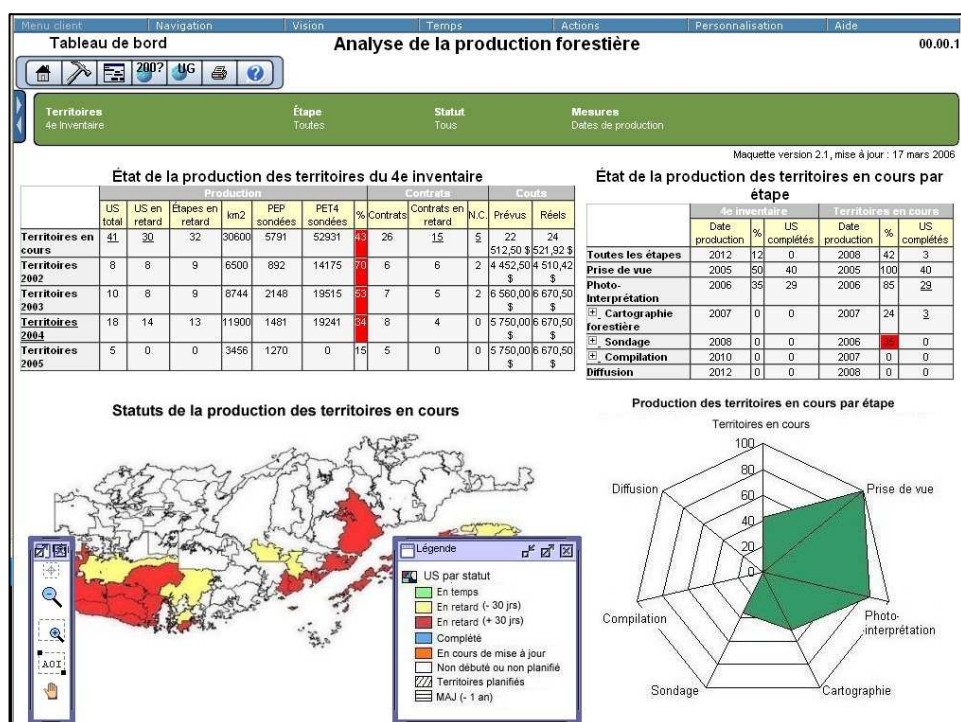 Menu client Navigation Vision Temps Actions Personnalisation Aide
Tableau de bord Analyse de la production forestière 00.00.1
200? UG ?
Territoires Étape Statut Mesures
4e Inventaire Toutes Tous Dates de production
Maquette version 2.1, mise à jour : 17 mars 2006
État de la production des territoires du 4e inventaire
Production Contrats Couts
US total US en retard Étapes en retard km2 PEP sondées PET4 sondées % Contrats Contrats en retard N.C. Prévus Réels
Territoires en cours 41 30 32 30600 5791 52931 43 26 15 5 22 512,50 $ 24 521,92 $
Territoires 2002 8 8 9 6500 892 14175 70 6 6 2 4 452,50 $ 4 510,42 $
Territoires 2003 10 8 9 8744 2148 19515 53 7 5 2 6 560,00 $ 6 670,50 $
Territoires 2004 18 14 13 11900 1481 19241 34 8 4 0 5 750,00 $ 6 670,50 $
Territoires 2005 5 0 0 3456 1270 0 15 5 0 0 5 750,00 $ 6 670,50 $
État de la production des territoires en cours par
étape
4e inventaire Territoires en cours
Date production % US complétés Date production % US complétés
Toutes les étapes 2012 12 0 2008 42 3
Prise de vue 2005 50 40 2005 100 40
Photo-Interprétation 2006 35 29 2006 85 29
Cartographie forestière 2007 0 0 2007 24 3
Sondage 2008 0 0 2006 35 0
Compilation 2010 0 0 2007 0 0
Diffusion 2012 0 0 2008 0 0
Statuts de la production des territoires en cours
AOI
Légende
US par statut
En temps
En retard (- 30 jrs)
En retard (+ 30 jrs)
Complété
En cours de mise à jour
Non débuté ou non planifié
Territoires planifiés
MAJ (- 1 an)
Production des territoires en cours par étape
Territoires en cours
100
80
60
40
20
0
Prise de vue
Photo-
interprétation
Cartographie
Sondage
Compilation
Diffusion